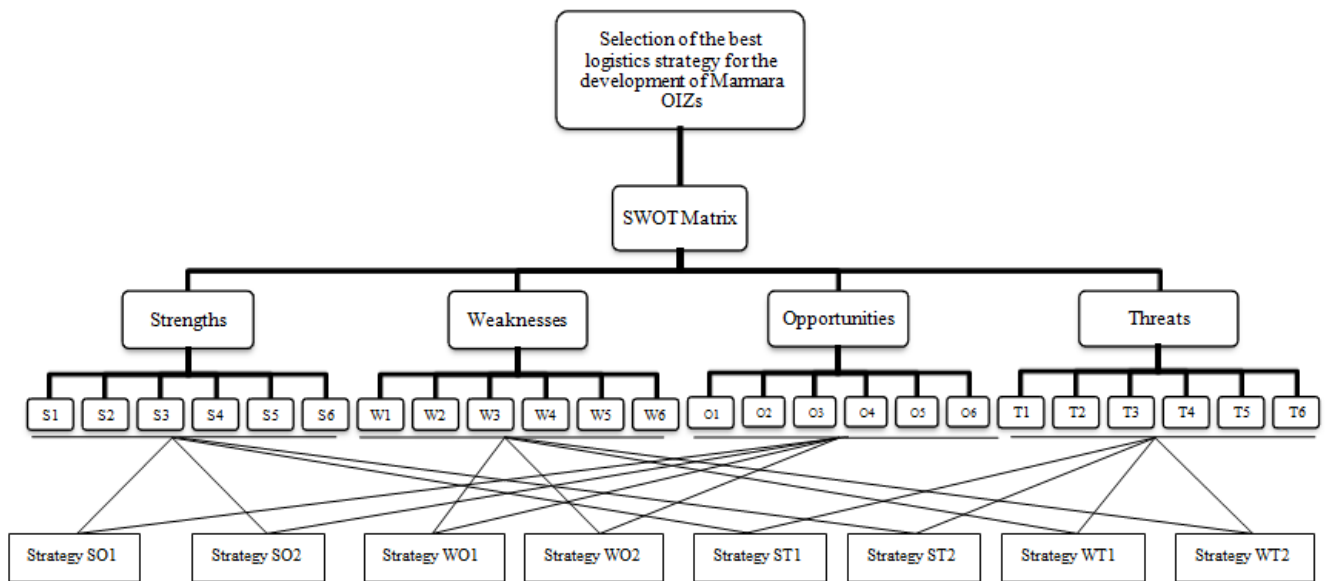 Selection of the best
logistics strategy for the
development of Marmara
OIZs
SWOT Matrix
Strengths
Weaknesses
Opportunities
Threats
S1 S2 S3 S4 S5 S6 W1 W2 W3 W4 W5 W6 O1 O2 O3 O4 O5 O6 T1 T2 T3 T4 T5 T6
Strategy SO1
Strategy SO2
Strategy WO1
Strategy WO2
Strategy ST1
Strategy ST2
Strategy WT1
Strategy WT2